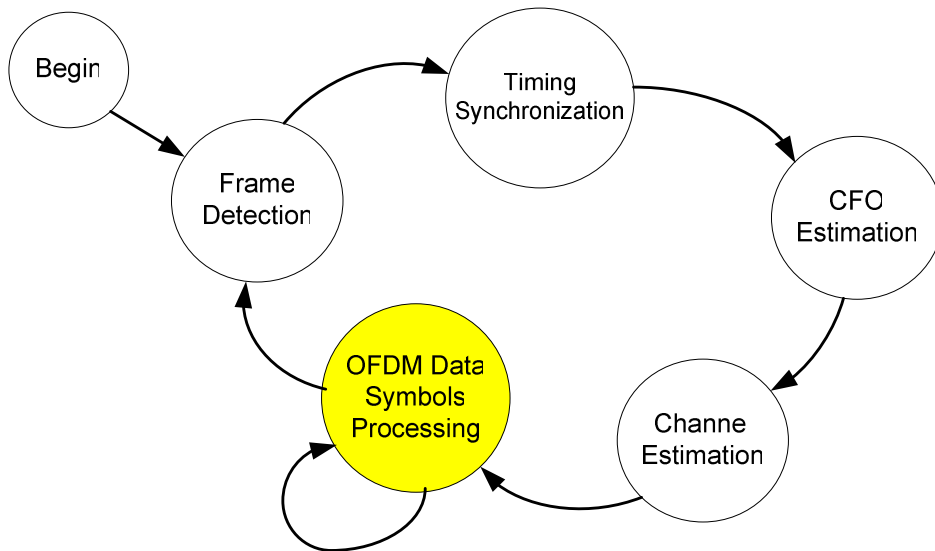 Begin
Frame
Detection
Timing
Synchronization
CFO
Estimation
Channe
Estimation
OFDM Data
Symbols
Processing